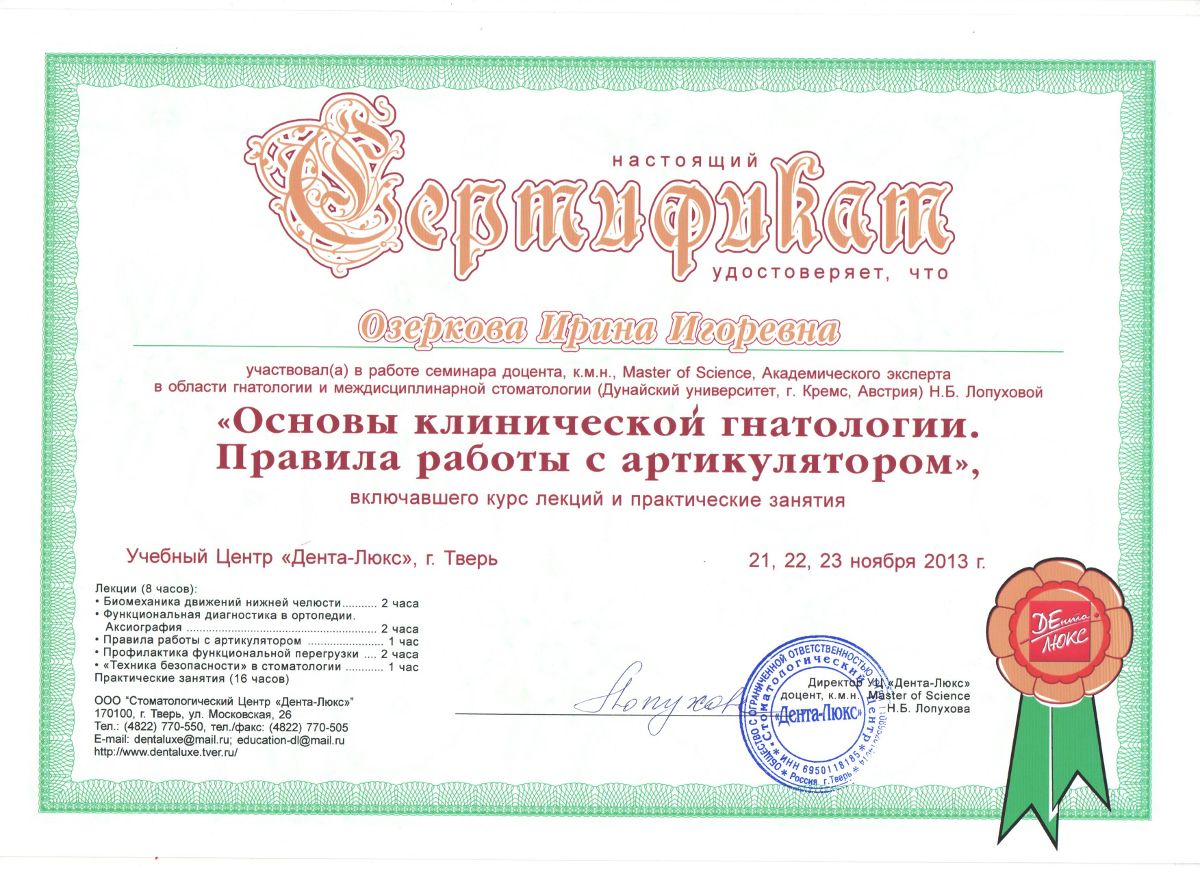 настоящий
Сертификат
удостоверяет, что
Озеркова Ирина Игоревна
участвовал(а) в работе семинара доцента, к.м.н., Master of Science, Академического эксперта
в области гнатологии и междисциплинарной стоматологии (Дунайский университет, г. Кремс, Австрия) Н.Б. Лопуховой
«Основы клинической гнатологии.
Правила работы с артикулятором»,
включавшего курс лекций и практические занятия
Учебный Центр «Дента-Люкс», г. Тверь
21, 22, 23 ноября 2013 г.
Лекции (8 часов):
• Биомеханика движений нижней челюсти........... 2 часа
• Функциональная диагностика в ортопедии.
Аксиография ............................................................ 2 часа
• Правила работы с артикулятором ........................ 1 час
• Профилактика функциональной перегрузки .... 2 часа
• «Техника безопасности» в стоматологии ........... 1 час
Практические занятия (16 часов)
ООО "Стоматологический Центр «Дента-Люкс»"
170100, г. Тверь, ул. Московская, 26
Тел.: (4822) 770-550, тел./факс: (4822) 770-505
E-mail: dentaluxe@mail.ru; education-dl@mail.ru
http://www.dentaluxe.tver.ru/
Лопухов
Директор УЦ «Дента-Люкс»
доцент, к.м.н. Master of Science
Н.Б. Лопухова
ОБЩЕСТВО С ОГРАНИЧЕННОЙ ОТВЕТСТВЕННОСТЬЮ
Стоматологический центр
«Дента-Люкс»
ИНН 6950118185
Россия г.Тверь
ДЕнта
ЛЮКС